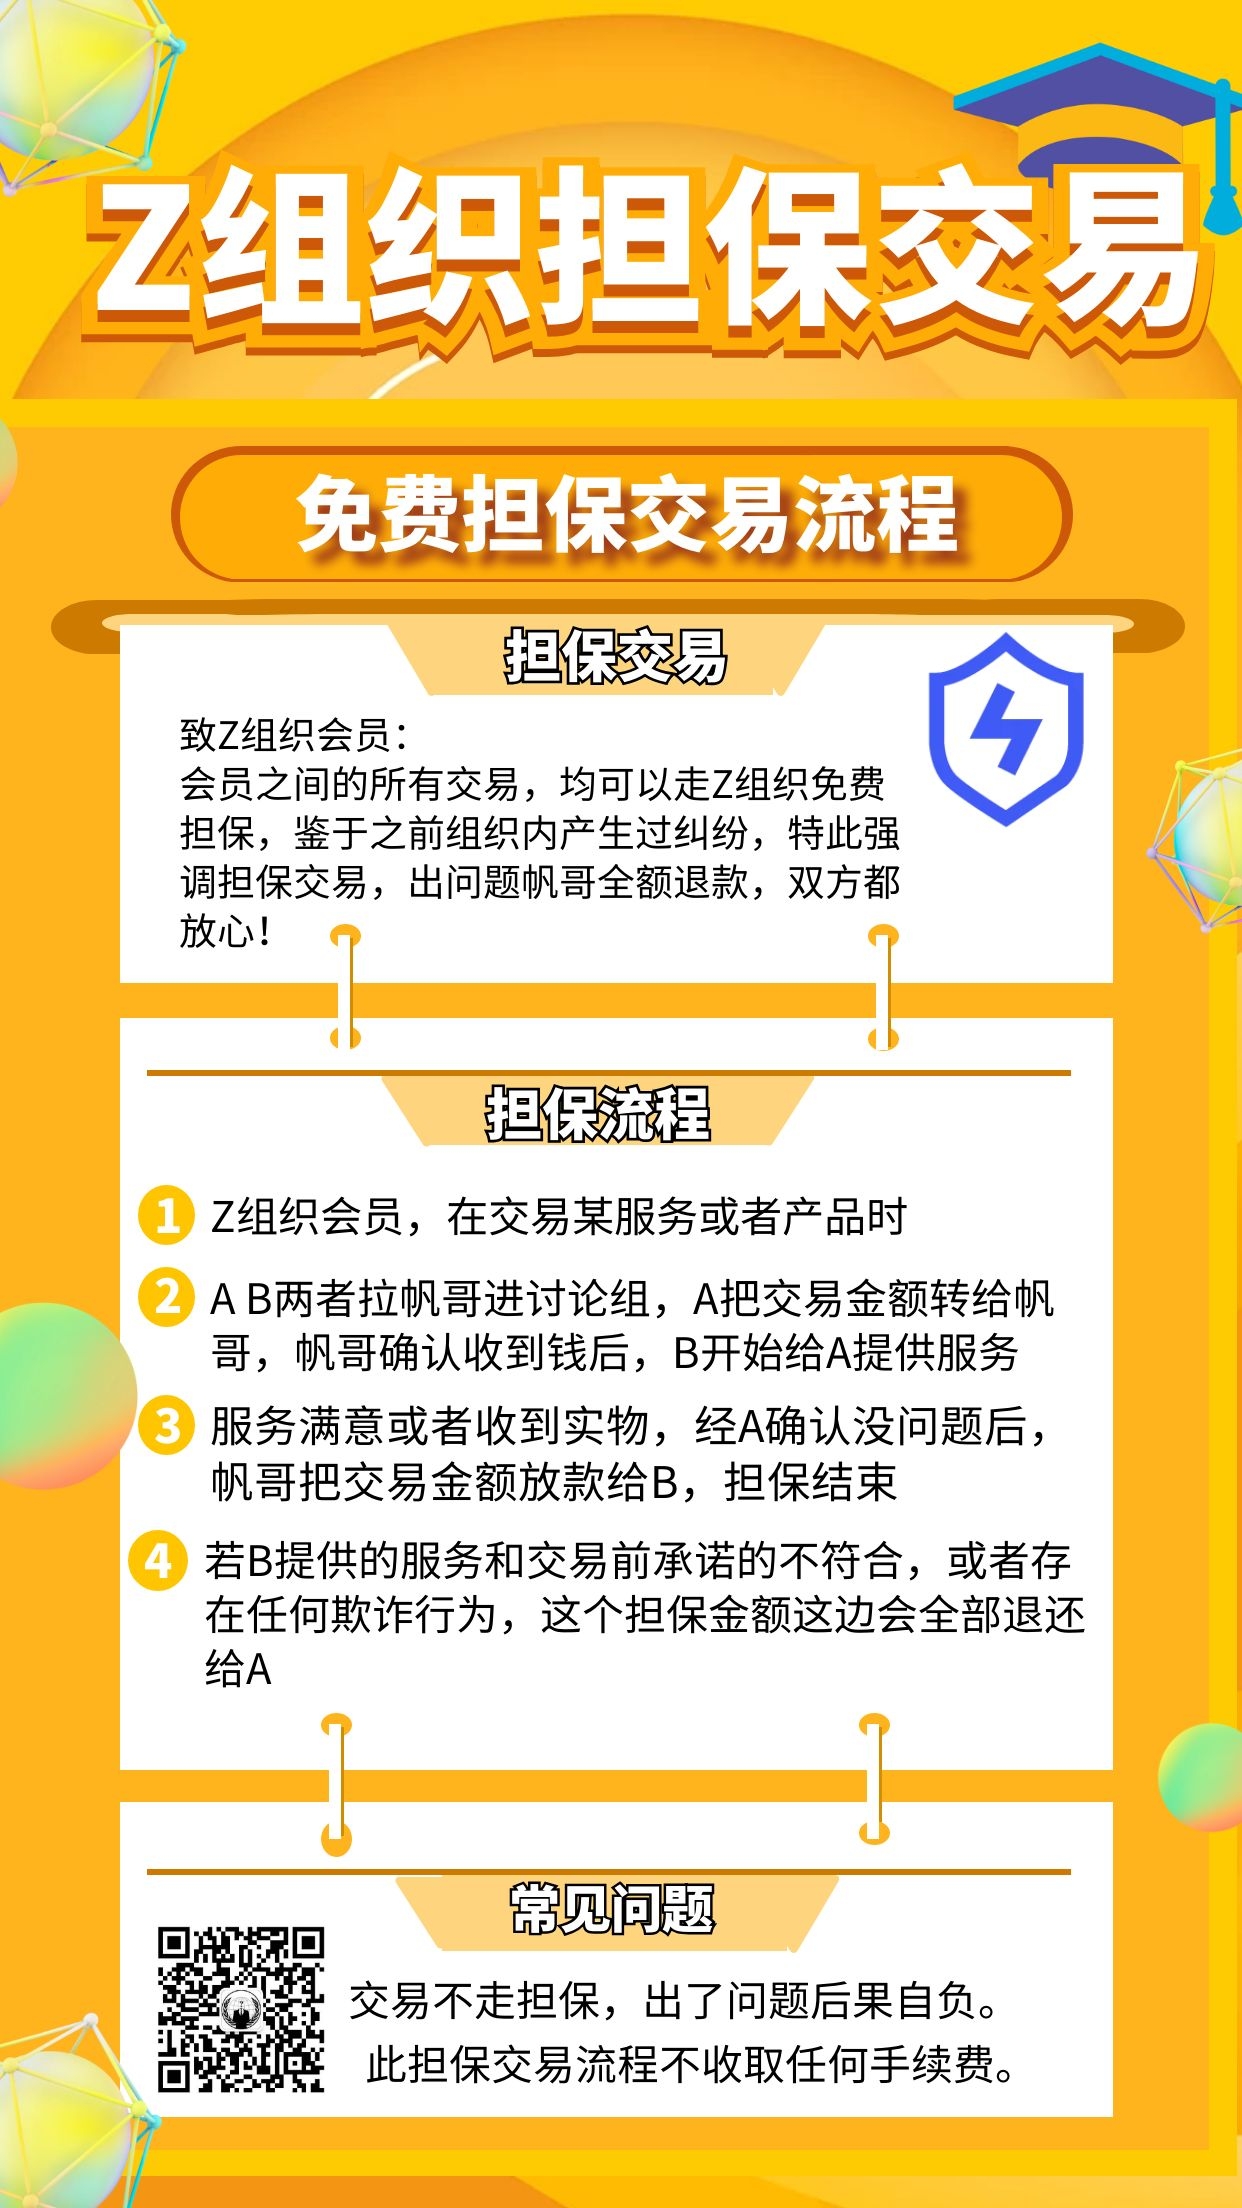 Z组织担保交易
免费担保交易流程
担保交易
致Z组织会员：
会员之间的所有交易，均可以走Z组织免费
担保，鉴于之前组织内产生过纠纷，特此强
调担保交易，出问题帆哥全额退款，双方都
放心！
担保流程
1 Z组织会员，在交易某服务或者产品时
2 A B两者拉帆哥进讨论组，A把交易金额转给帆
哥，帆哥确认收到钱后，B开始给A提供服务
3 服务满意或者收到实物，经A确认没问题后，
帆哥把交易金额放款给B，担保结束
4 若B提供的服务和交易前承诺的不符合，或者存
在任何欺诈行为，这个担保金额这边会全部退还
给A
常见问题
交易不走担保，出了问题后果自负。
此担保交易流程不收取任何手续费。